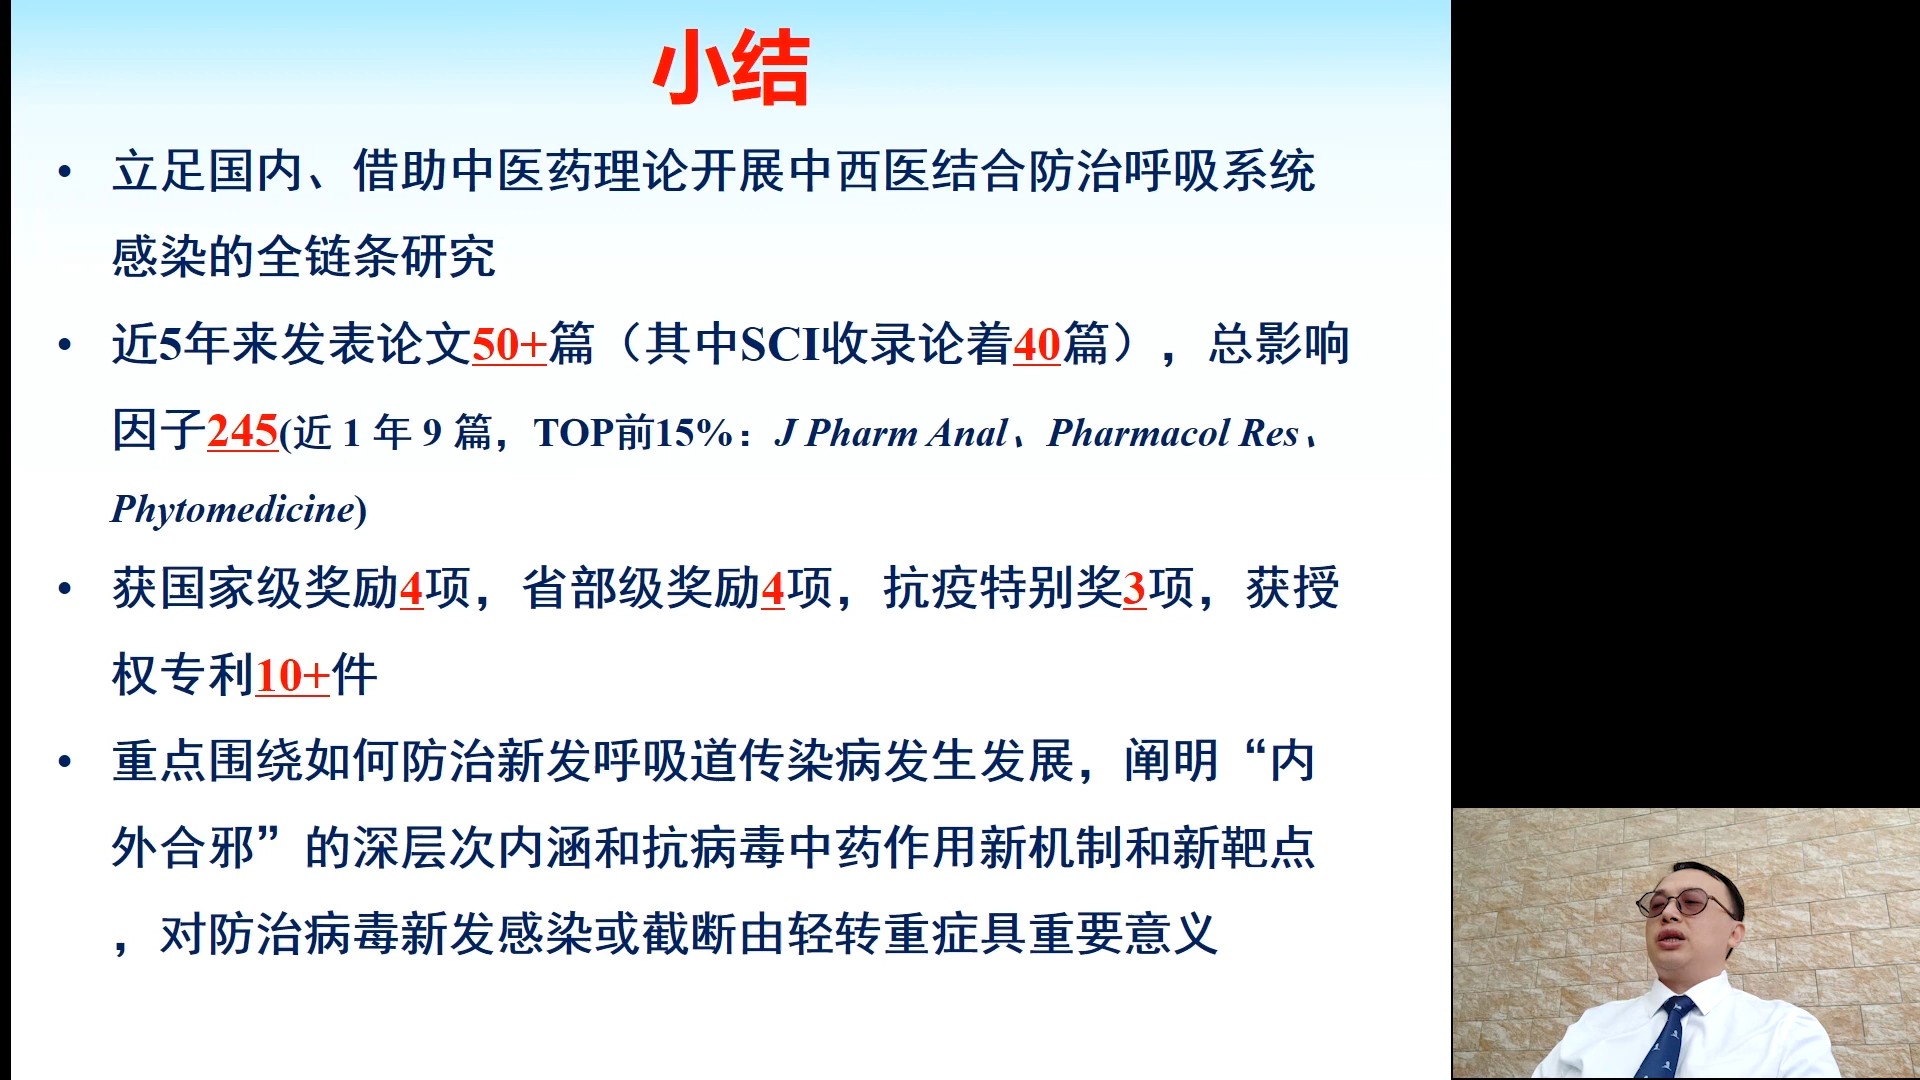 小结
• 立足国内、借助中医药理论开展中西医结合防治呼吸系统
感染的全链条研究
• 近5年来发表论文50+篇（其中SCI收录论着40篇），总影响
因子245(近 1 年 9 篇，TOP前15%：J Pharm Anal、Pharmacol Res、
Phytomedicine)
• 获国家级奖励4项，省部级奖励4项，抗疫特别奖3项，获授
权专利10+件
• 重点围绕如何防治新发呼吸道传染病发生发展，阐明“内
外合邪”的深层次内涵和抗病毒中药作用新机制和新靶点
，对防治病毒新发感染或截断由轻转重症具重要意义